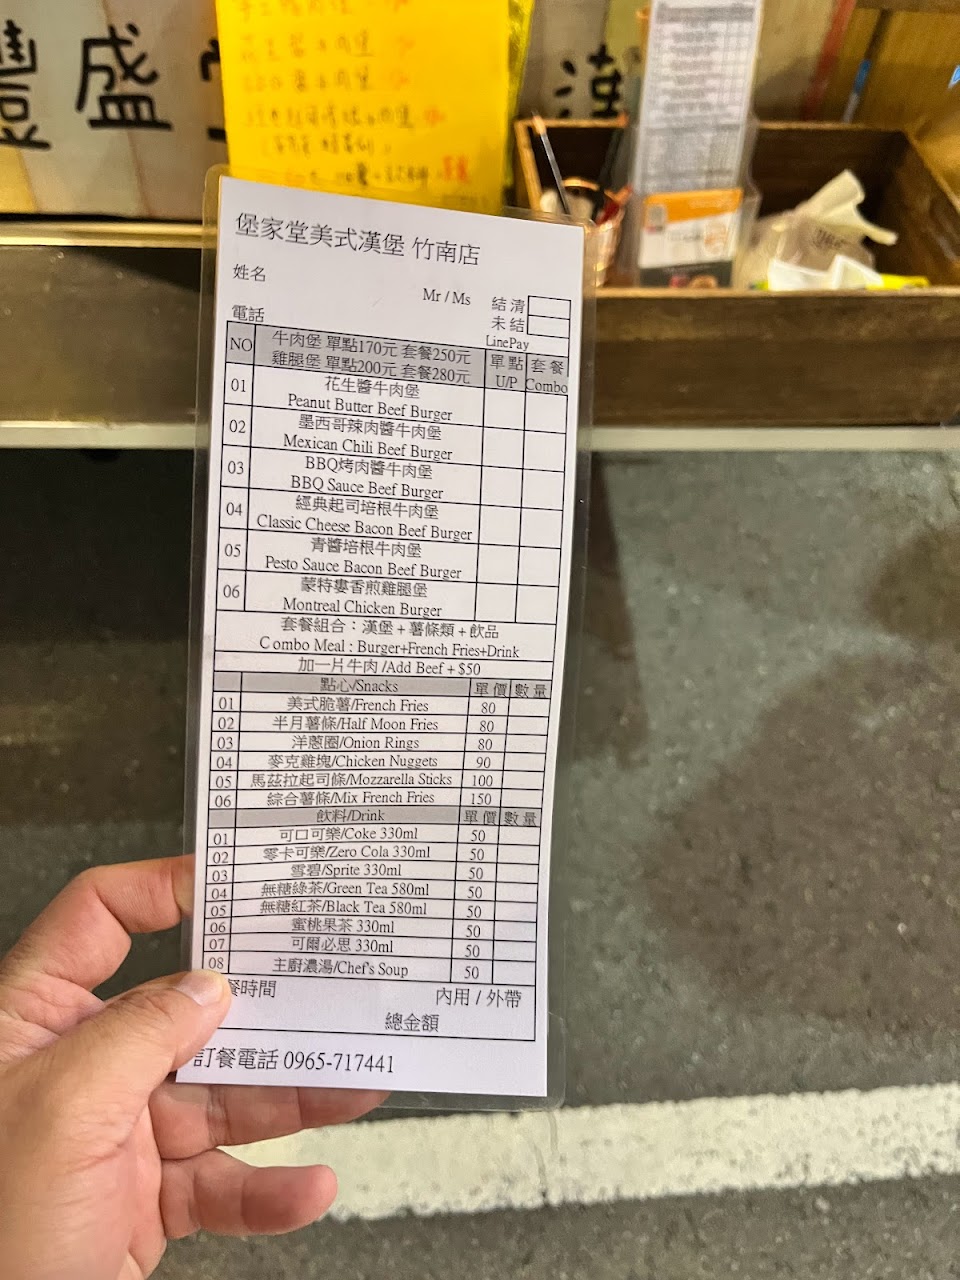 盛
堡家堂美式漢堡 竹南店
姓名
Mr / Ms
結清
未結
電話
LinePay
NO
牛肉堡 單點170元 套餐250元
雞腿堡 單點200元 套餐280元
單點 套餐
U/P Combo
01 花生醬牛肉堡
Peanut Butter Beef Burger
02 墨西哥辣肉醬牛肉堡
Mexican Chili Beef Burger
03 BBQ烤肉醬牛肉堡
BBQ Sauce Beef Burger
04 經典起司培根牛肉堡
Classic Cheese Bacon Beef Burger
05 青醬培根牛肉堡
Pesto Sauce Bacon Beef Burger
06 蒙特婁香煎雞腿堡
Montreal Chicken Burger
套餐組合：漢堡 + 薯條類 + 飲品
Combo Meal : Burger+French Fries+Drink
加一片牛肉 /Add Beef + $50
點心/Snacks 單價 數量
01 美式脆薯/French Fries 80
02 半月薯條/Half Moon Fries 80
03 洋蔥圈/Onion Rings 80
04 麥克雞塊/Chicken Nuggets 90
05 馬茲拉起司條/Mozzarella Sticks 100
06 綜合薯條/Mix French Fries 150
飲料/Drink 單價 數量
01 可口可樂/Coke 330ml 50
02 零卡可樂/Zero Cola 330ml 50
03 雪碧/Sprite 330ml 50
04 無糖綠茶/Green Tea 580ml 50
05 無糖紅茶/Black Tea 580ml 50
06 蜜桃果茶 330ml 50
07 可爾必思 330ml 50
08 主廚濃湯/Chef's Soup 50
餐時間 內用 / 外帶
總金額
訂餐電話 0965-717441